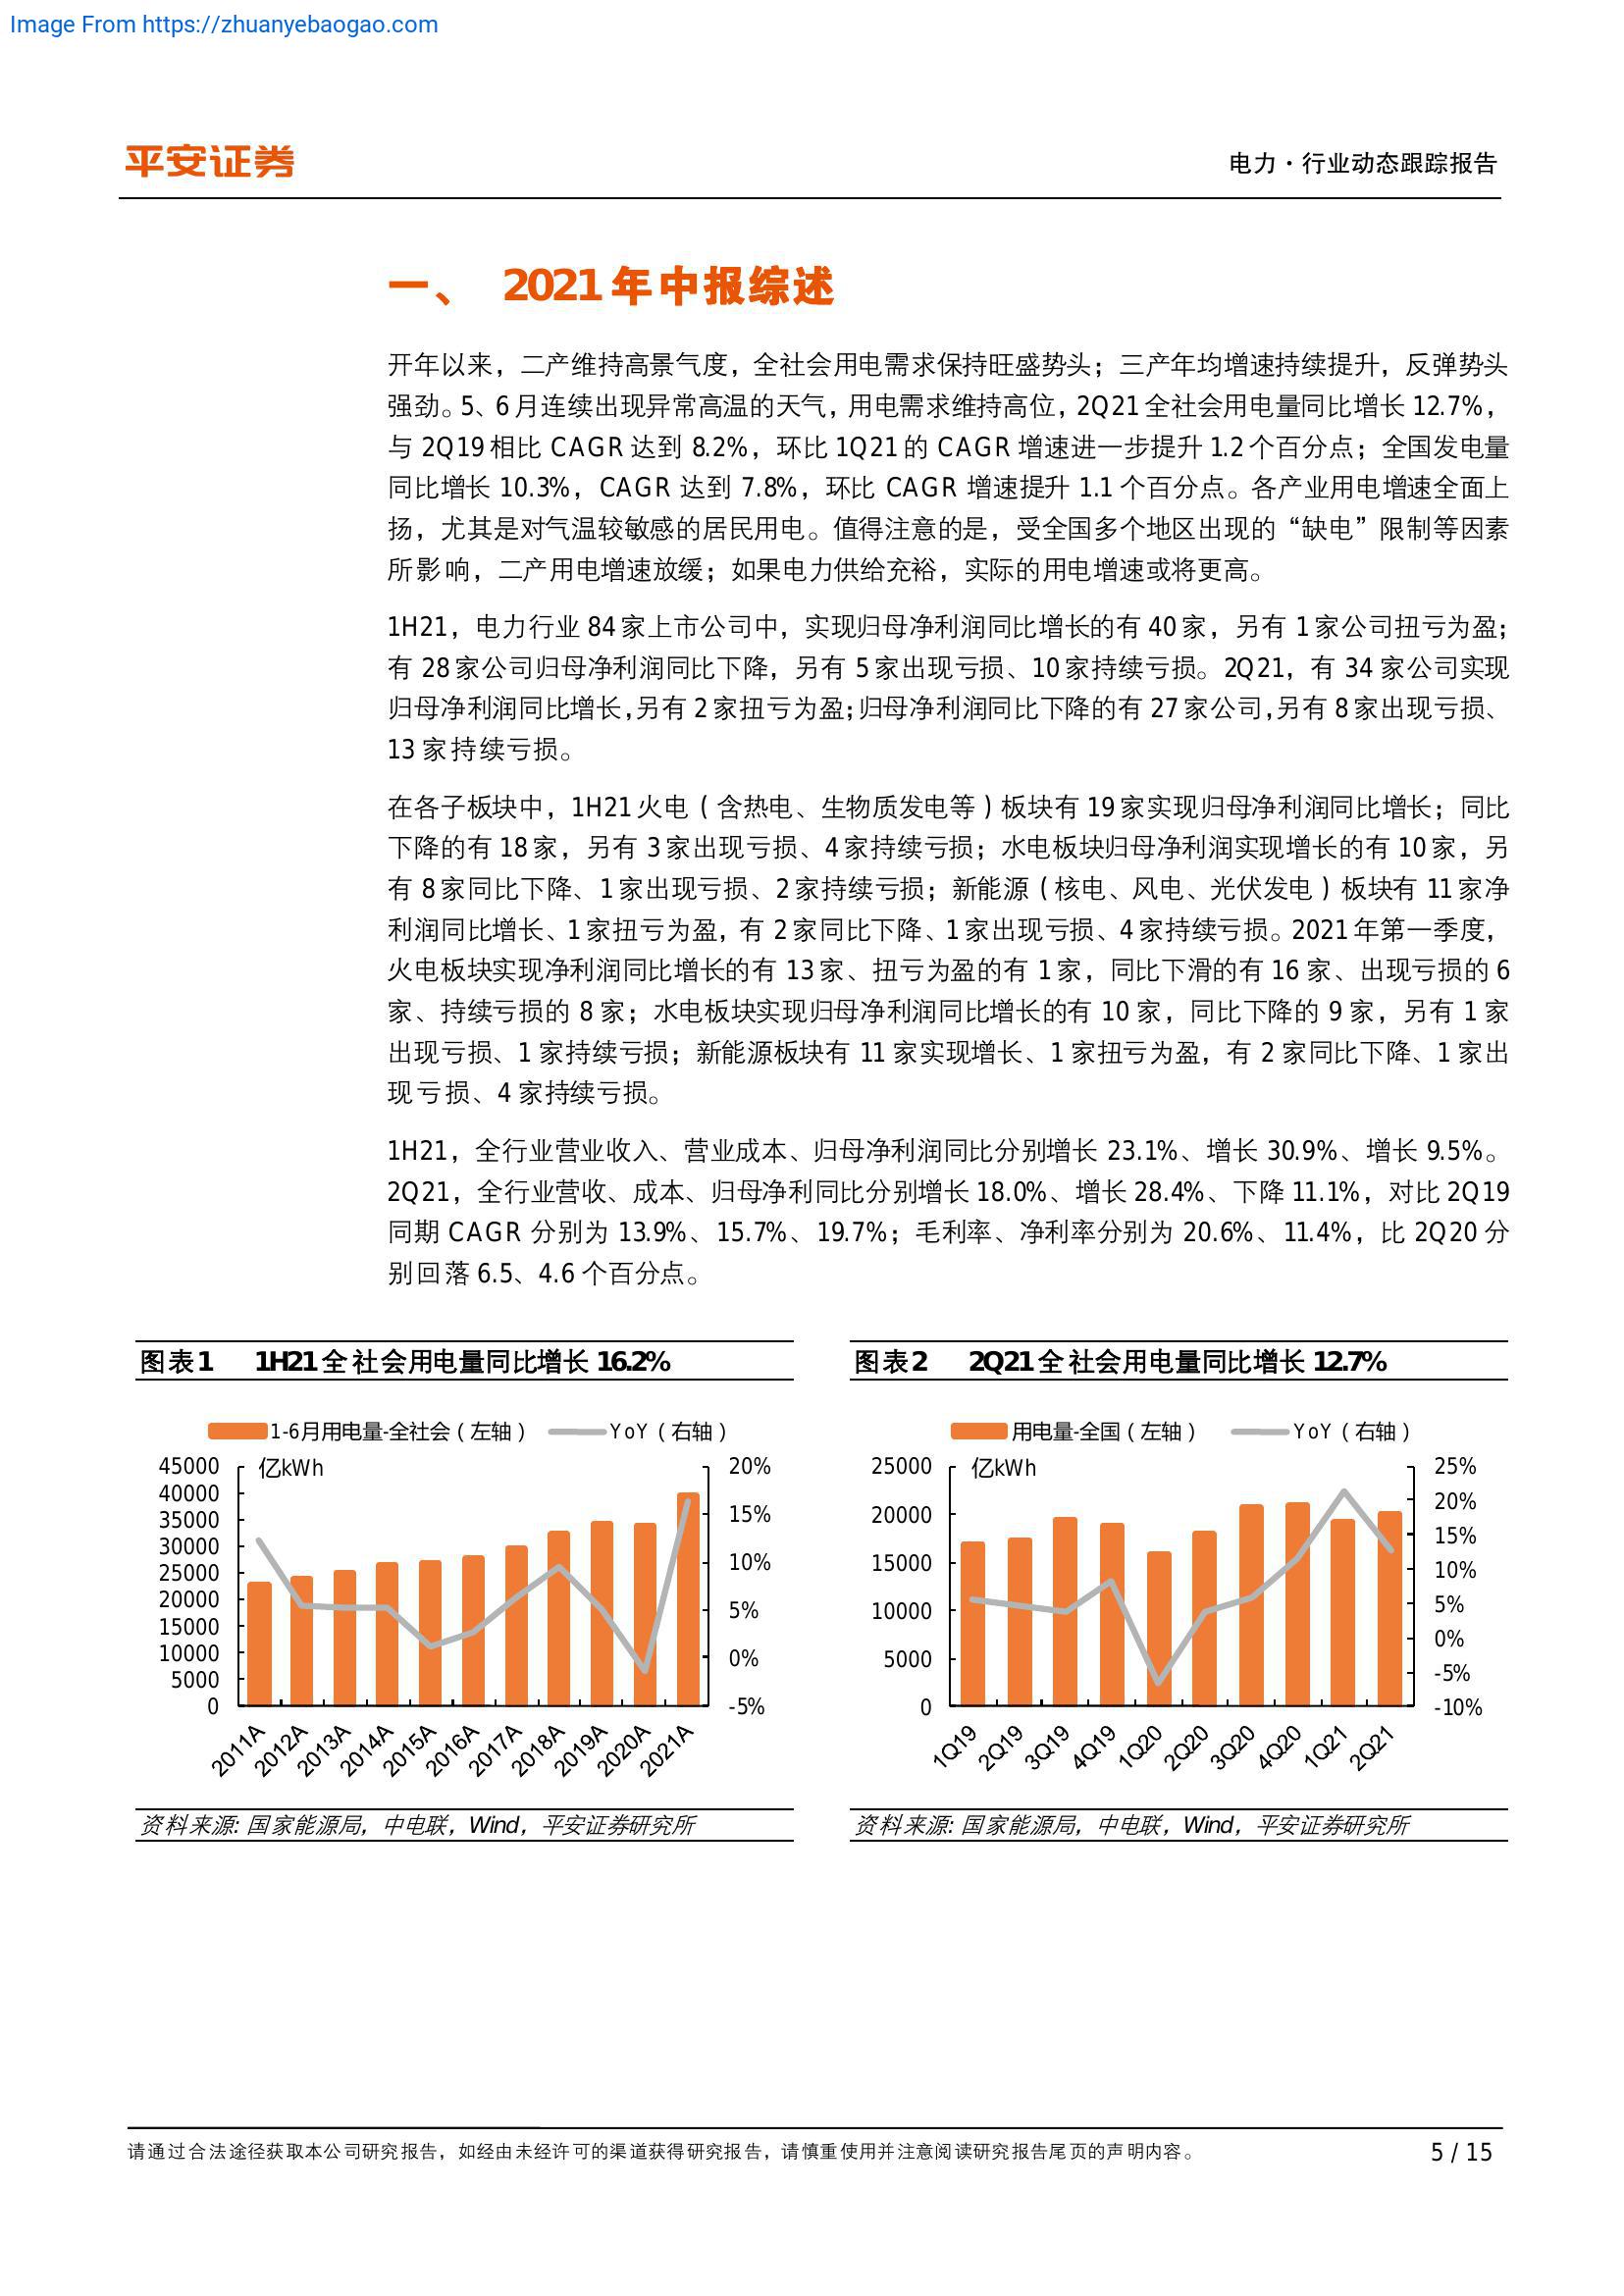 Image From https://zhuanyebaogao.com
平安证券
电力·行业动态跟踪报告
一、 2021年中报综述
开年以来，二产维持高景气度，全社会用电需求保持旺盛势头；三产年均增速持续提升，反弹势头
强劲。5、6月连续出现异常高温的天气，用电需求维持高位，2Q21全社会用电量同比增长12.7%，
与2Q19相比CAGR达到8.2%，环比1Q21的CAGR增速进一步提升1.2个百分点；全国发电量
同比增长10.3%，CAGR达到7.8%，环比CAGR增速提升1.1个百分点。各产业用电增速全面上
扬，尤其是对气温较敏感的居民用电。值得注意的是，受全国多个地区出现的“缺电”限制等因素
所影响，二产用电增速放缓；如果电力供给充裕，实际的用电增速或将更高。
1H21，电力行业84家上市公司中，实现归母净利润同比增长的有40家，另有1家公司扭亏为盈；
有28家公司归母净利润同比下降，另有5家出现亏损、10家持续亏损。2Q21，有34家公司实现
归母净利润同比增长,另有2家扭亏为盈;归母净利润同比下降的有27家公司,另有8家出现亏损、
13家持续亏损。
在各子板块中，1H21火电（含热电、生物质发电等）板块有19家实现归母净利润同比增长；同比
下降的有18家，另有3家出现亏损、4家持续亏损；水电板块归母净利润实现增长的有10家，另
有8家同比下降、1家出现亏损、2家持续亏损；新能源（核电、风电、光伏发电）板块有11家净
利润同比增长、1家扭亏为盈，有2家同比下降、1家出现亏损、4家持续亏损。2021年第一季度，
火电板块实现净利润同比增长的有13家、扭亏为盈的有1家，同比下滑的有16家、出现亏损的6
家、持续亏损的8家；水电板块实现归母净利润同比增长的有10家，同比下降的9家，另有1家
出现亏损、1家持续亏损；新能源板块有11家实现增长、1家扭亏为盈，有2家同比下降、1家出
现亏损、4家持续亏损。
1H21，全行业营业收入、营业成本、归母净利润同比分别增长23.1%、增长30.9%、增长9.5%。
2Q21，全行业营收、成本、归母净利同比分别增长18.0%、增长28.4%、下降11.1%，对比2Q19
同期CAGR分别为13.9%、15.7%、19.7%；毛利率、净利率分别为20.6%、11.4%，比2Q20分
别回落6.5、4.6个百分点。
图表1 1H21全社会用电量同比增长16.2%
1-6月用电量-全社会（左轴） YoY（右轴）
亿kWh
45000
40000
35000
30000
25000
20000
15000
10000
5000
0
20%
15%
10%
5%
0%
-5%
2011A 2012A 2013A 2014A 2015A 2016A 2017A 2018A 2019A 2020A 2021A
资料来源: 国家能源局，中电联，Wind，平安证券研究所
图表2 2Q21全社会用电量同比增长12.7%
用电量-全国（左轴） YoY（右轴）
亿kWh
25000
20000
15000
10000
5000
0
25%
20%
15%
10%
5%
0%
-5%
-10%
1Q19 2Q19 3Q19 4Q19 1Q20 2Q20 3Q20 4Q20 1Q21 2Q21
资料来源: 国家能源局，中电联，Wind，平安证券研究所
请通过合法途径获取本公司研究报告，如经由未经许可的渠道获得研究报告，请慎重使用并注意阅读研究报告尾页的声明内容。
5 / 15